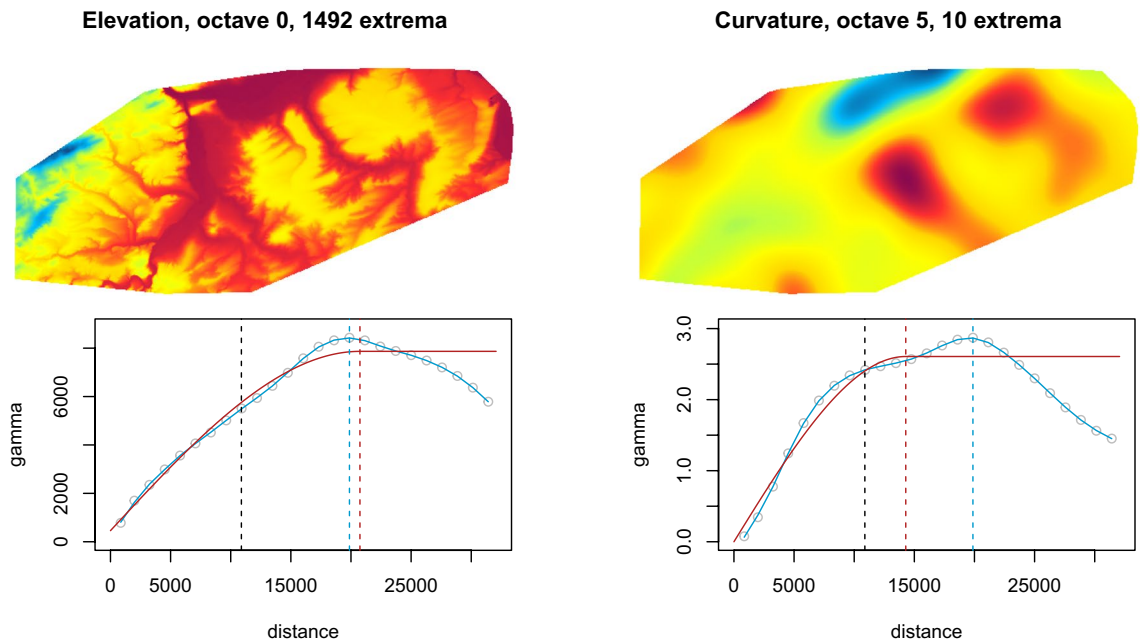 Elevation, octave 0, 1492 extrema
Curvature, octave 5, 10 extrema
gamma
0
2000
6000
0
5000
15000
25000
distance
gamma
0.0
1.0
2.0
3.0
0
5000
15000
25000
distance